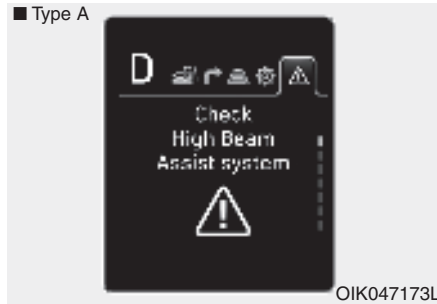 ■ Type A
D
Check
High Beam
Assist system
OIK047173L